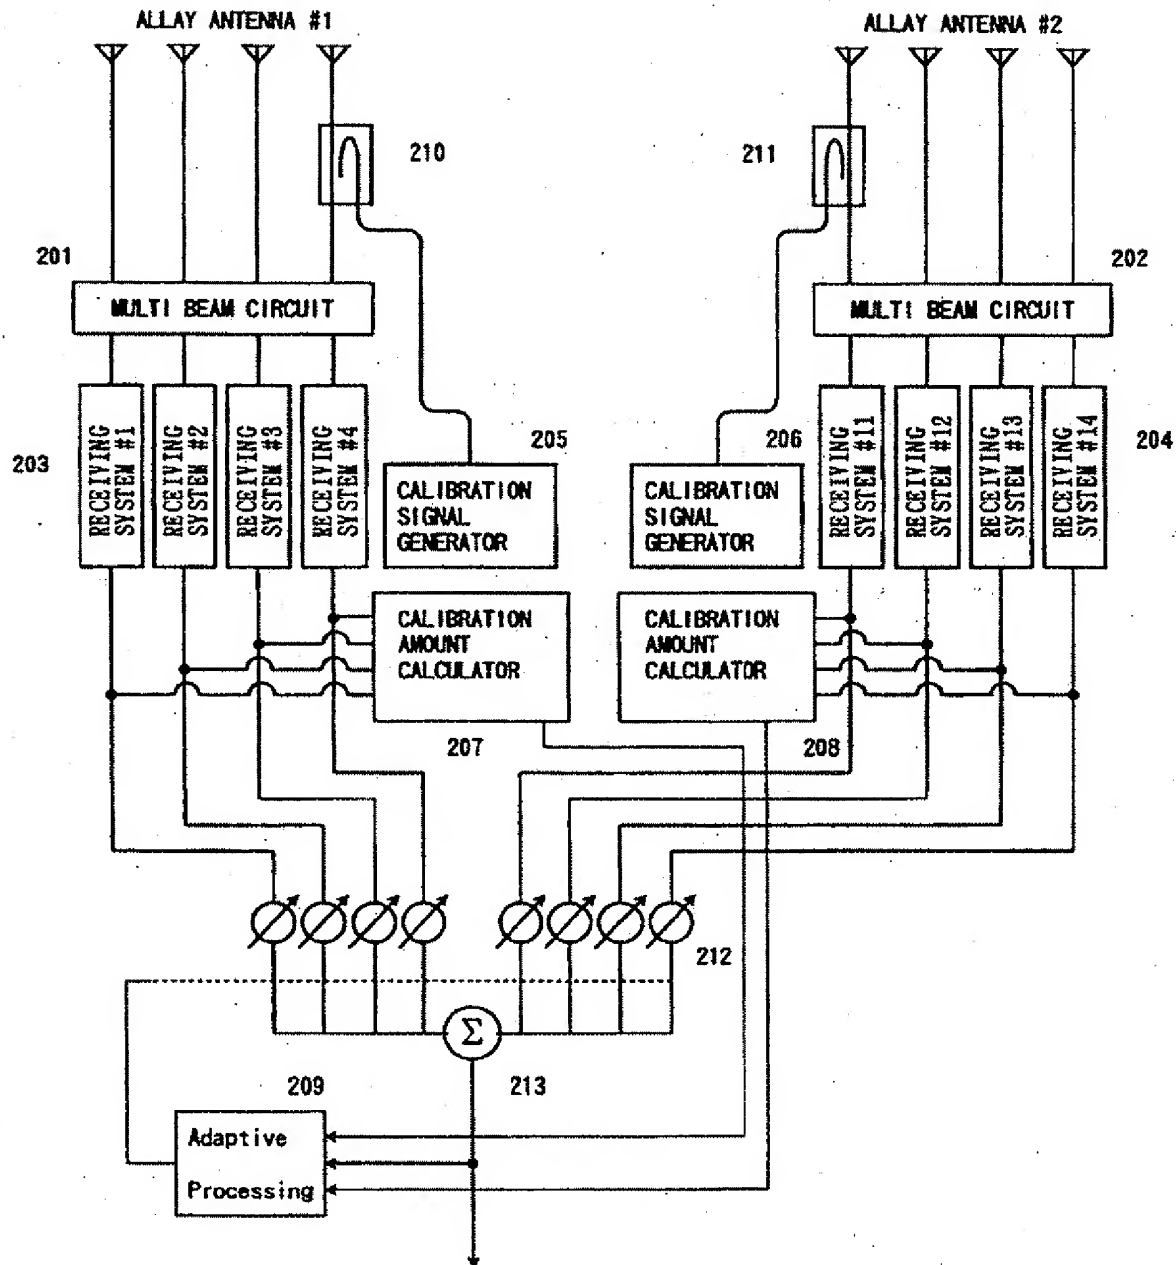 ALLAY ANTENNA #1
ALLAY ANTENNA #2
210
211
201
202
MULTI BEAM CIRCUIT
MULTI BEAM CIRCUIT
203
RECEIVING
SYSTEM #1
RECEIVING
SYSTEM #2
RECEIVING
SYSTEM #3
RECEIVING
SYSTEM #4
205
CALIBRATION
SIGNAL
GENERATOR
206
CALIBRATION
SIGNAL
GENERATOR
RECEIVING
SYSTEM #11
RECEIVING
SYSTEM #12
RECEIVING
SYSTEM #13
RECEIVING
SYSTEM #14
204
CALIBRATION
AMOUNT
CALCULATOR
CALIBRATION
AMOUNT
CALCULATOR
207
208
212
Σ
209
213
Adaptive
Processing